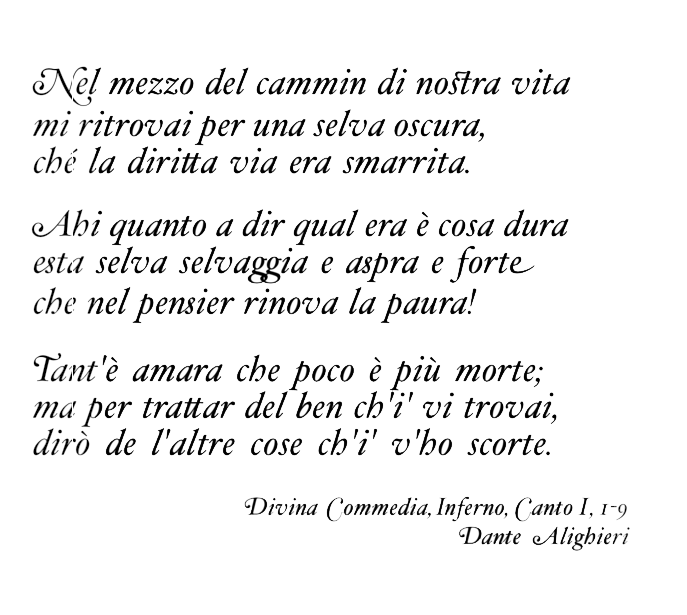 Nel mezzo del cammin di nostra vita
mi ritrovai per una selva oscura,
ché la diritta via era smarrita.
Ahi quanto a dir qual era è cosa dura
esta selva selvaggia e aspra e forte
che nel pensier rinova la paura!
Tant'è amara che poco è più morte;
ma per trattar del ben ch'i' vi trovai,
dirò de l'altre cose ch'i' v'ho scorte.
Divina Commedia, Inferno, Canto I, 1-9
Dante Alighieri